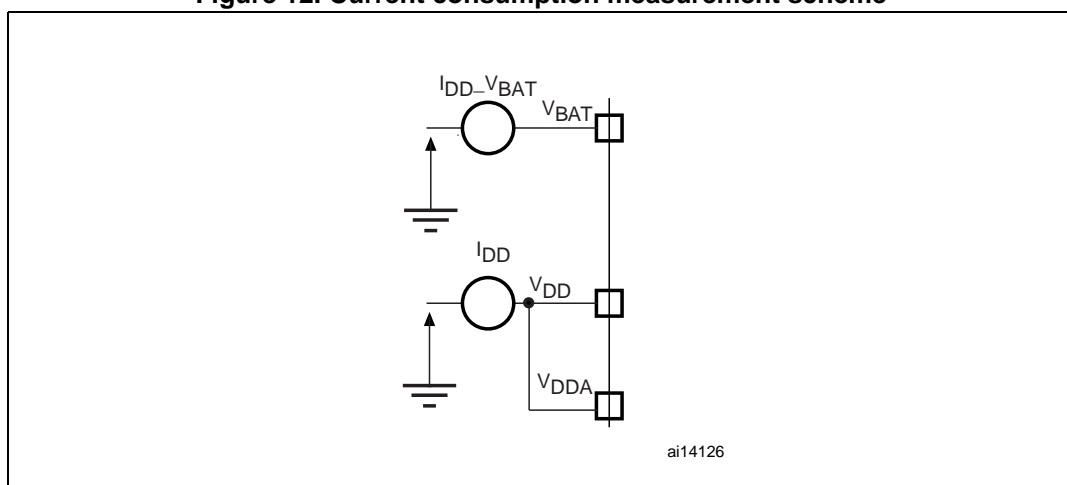 Figure 12. Current consumption measurement scheme
IDD_VBAT
VBAT
IDD
VDD
VDDA
ai14126